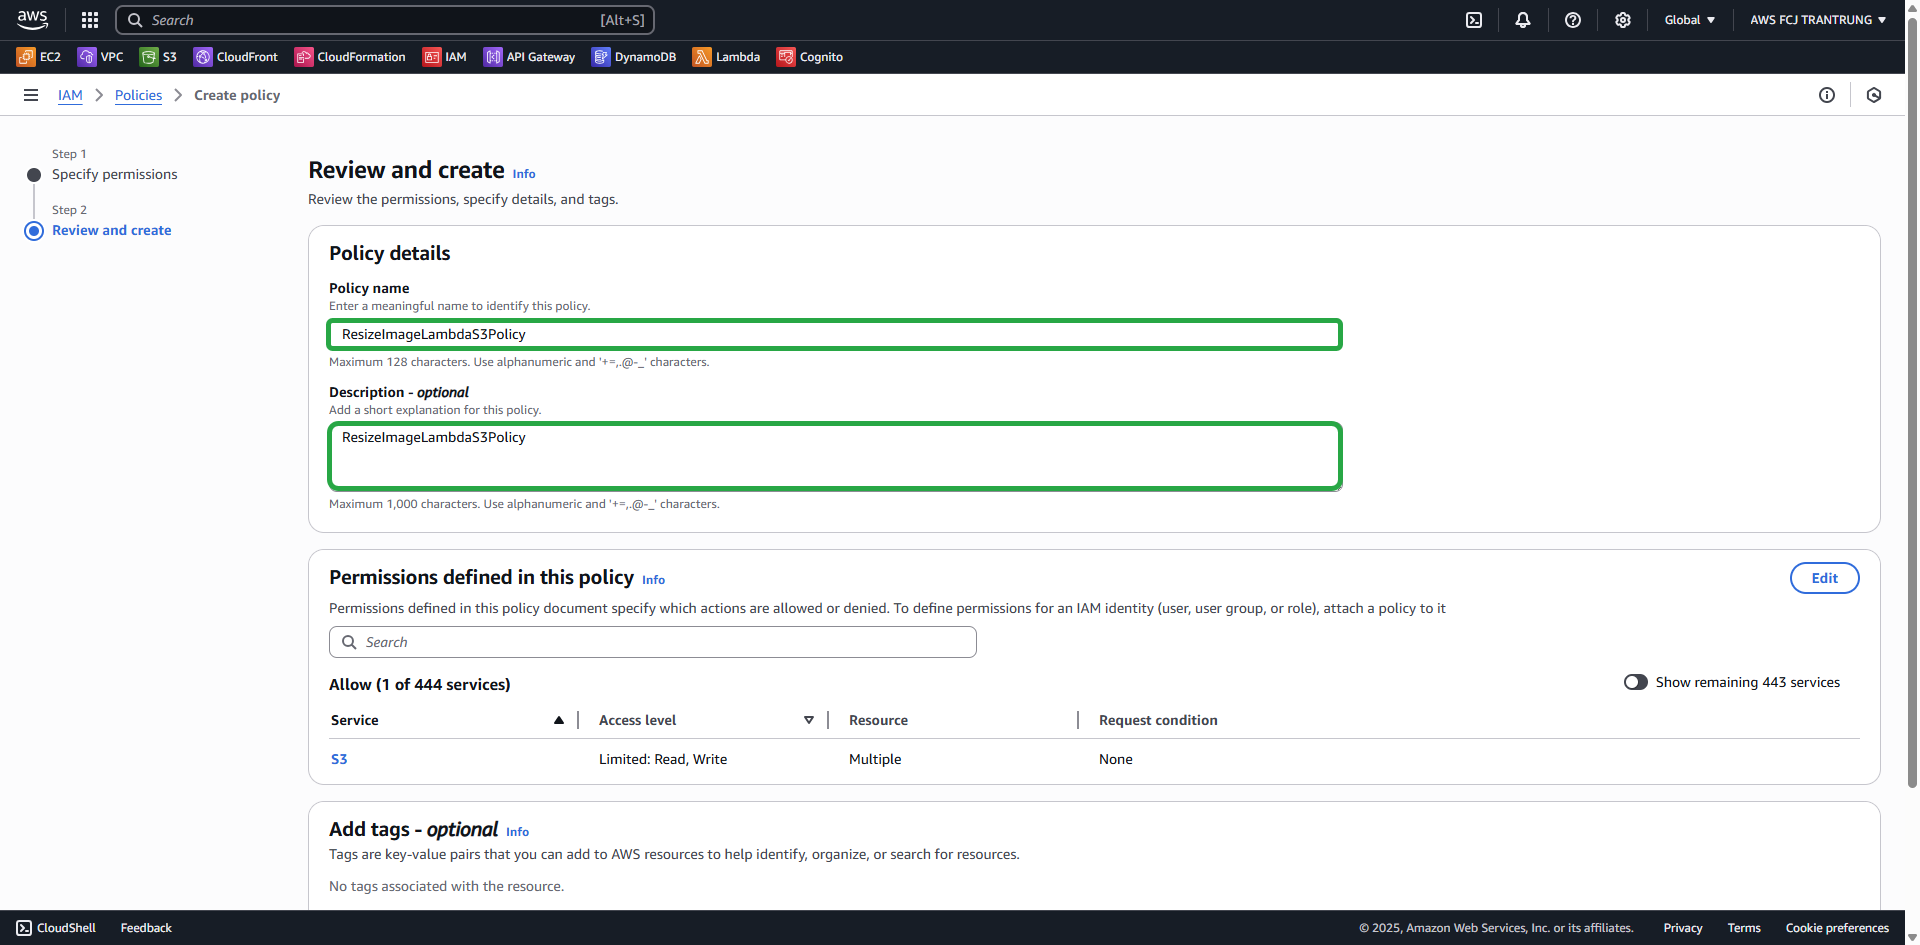 aws
Search [Alt+S]
Global
AWS FCJ TRANTRUNG
EC2
VPC
S3
CloudFront
CloudFormation
IAM
API Gateway
DynamoDB
Lambda
Cognito
IAM
Policies
Create policy
Step 1
Specify permissions
Step 2
Review and create
Review and create Info
Review the permissions, specify details, and tags.
Policy details
Policy name
Enter a meaningful name to identify this policy.
ResizeImageLambdaS3Policy
Maximum 128 characters. Use alphanumeric and '+=,.@-_' characters.
Description - optional
Add a short explanation for this policy.
ResizeImageLambdaS3Policy
Maximum 1,000 characters. Use alphanumeric and '+=,.@-_' characters.
Permissions defined in this policy Info
Edit
Permissions defined in this policy document specify which actions are allowed or denied. To define permissions for an IAM identity (user, user group, or role), attach a policy to it
Search
Allow (1 of 444 services)
Show remaining 443 services
Service Access level Resource Request condition
S3 Limited: Read, Write Multiple None
Add tags - optional Info
Tags are key-value pairs that you can add to AWS resources to help identify, organize, or search for resources.
No tags associated with the resource.
CloudShell
Feedback
© 2025, Amazon Web Services, Inc. or its affiliates.
Privacy
Terms
Cookie preferences